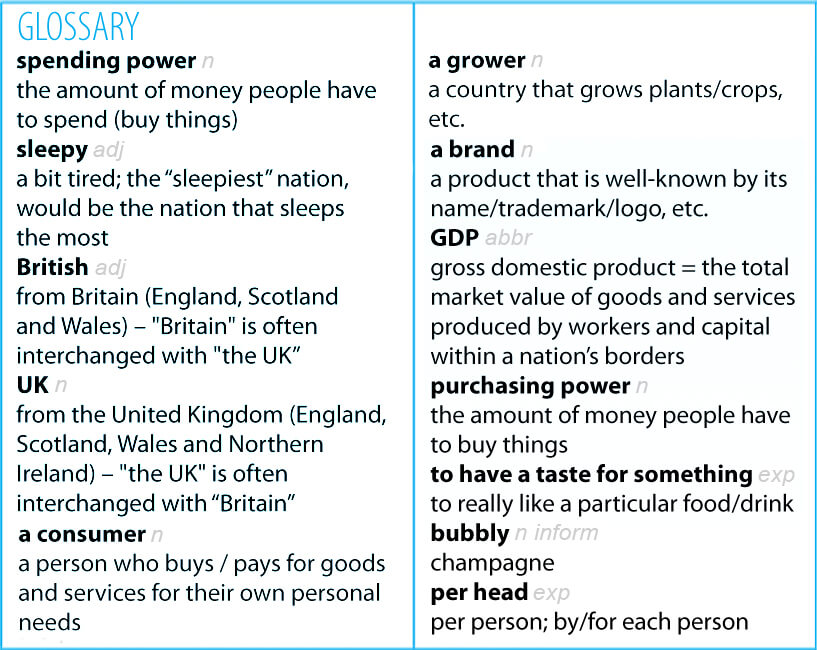 GLOSSARY
spending power n
the amount of money people have
to spend (buy things)
sleepy adj
a bit tired; the “sleepiest” nation,
would be the nation that sleeps
the most
British adj
from Britain (England, Scotland
and Wales) – "Britain" is often
interchanged with "the UK”
UK n
from the United Kingdom (England,
Scotland, Wales and Northern
Ireland) – "the UK" is often
interchanged with “Britain”
a consumer n
a person who buys / pays for goods
and services for their own personal
needs
a grower n
a country that grows plants/crops,
etc.
a brand n
a product that is well-known by its
name/trademark/logo, etc.
GDP abbr
gross domestic product = the total
market value of goods and services
produced by workers and capital
within a nation’s borders
purchasing power n
the amount of money people have
to buy things
to have a taste for something exp
to really like a particular food/drink
bubbly n inform
champagne
per head exp
per person; by/for each person